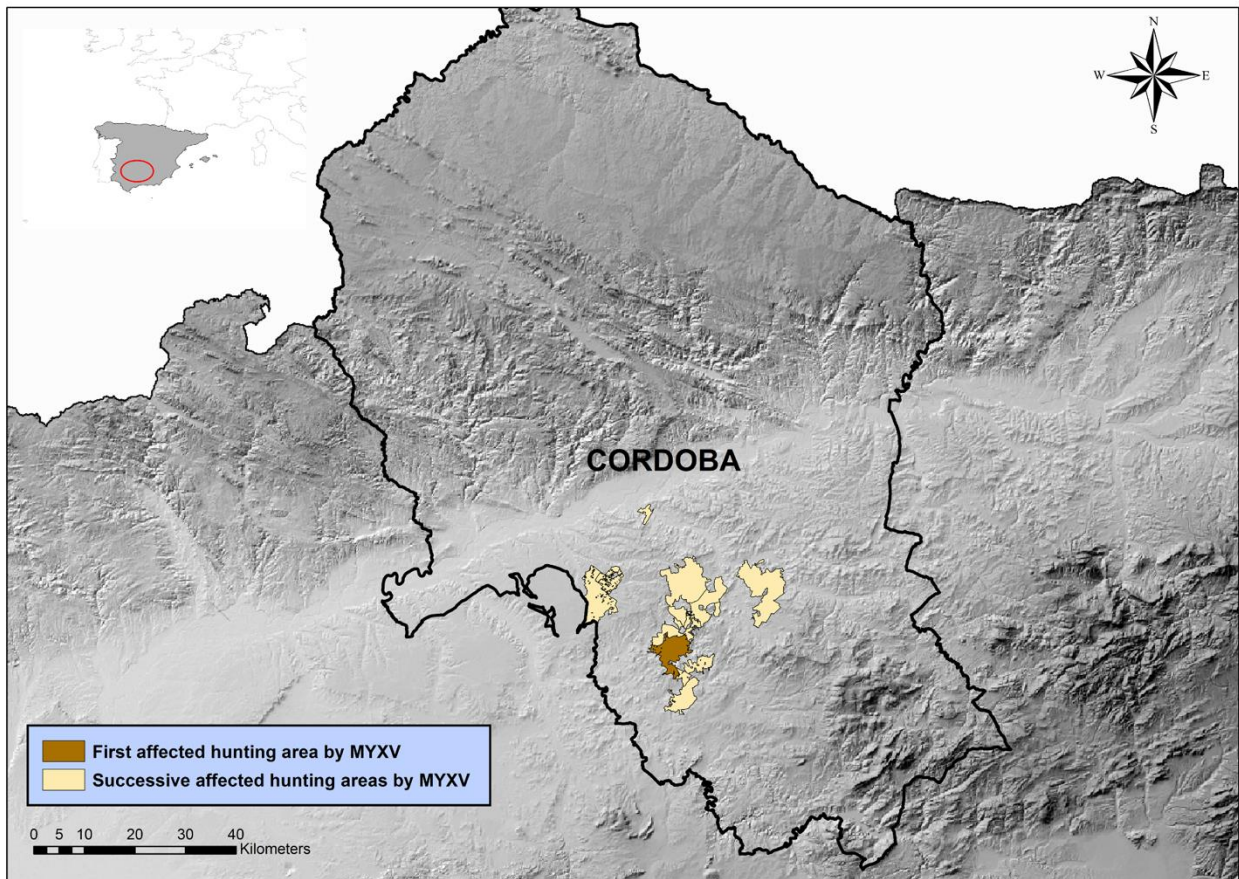 N
W E
S
CORDOBA
First affected hunting area by MYXV
Successive affected hunting areas by MYXV
0 5 10 20 30 40
Kilometers